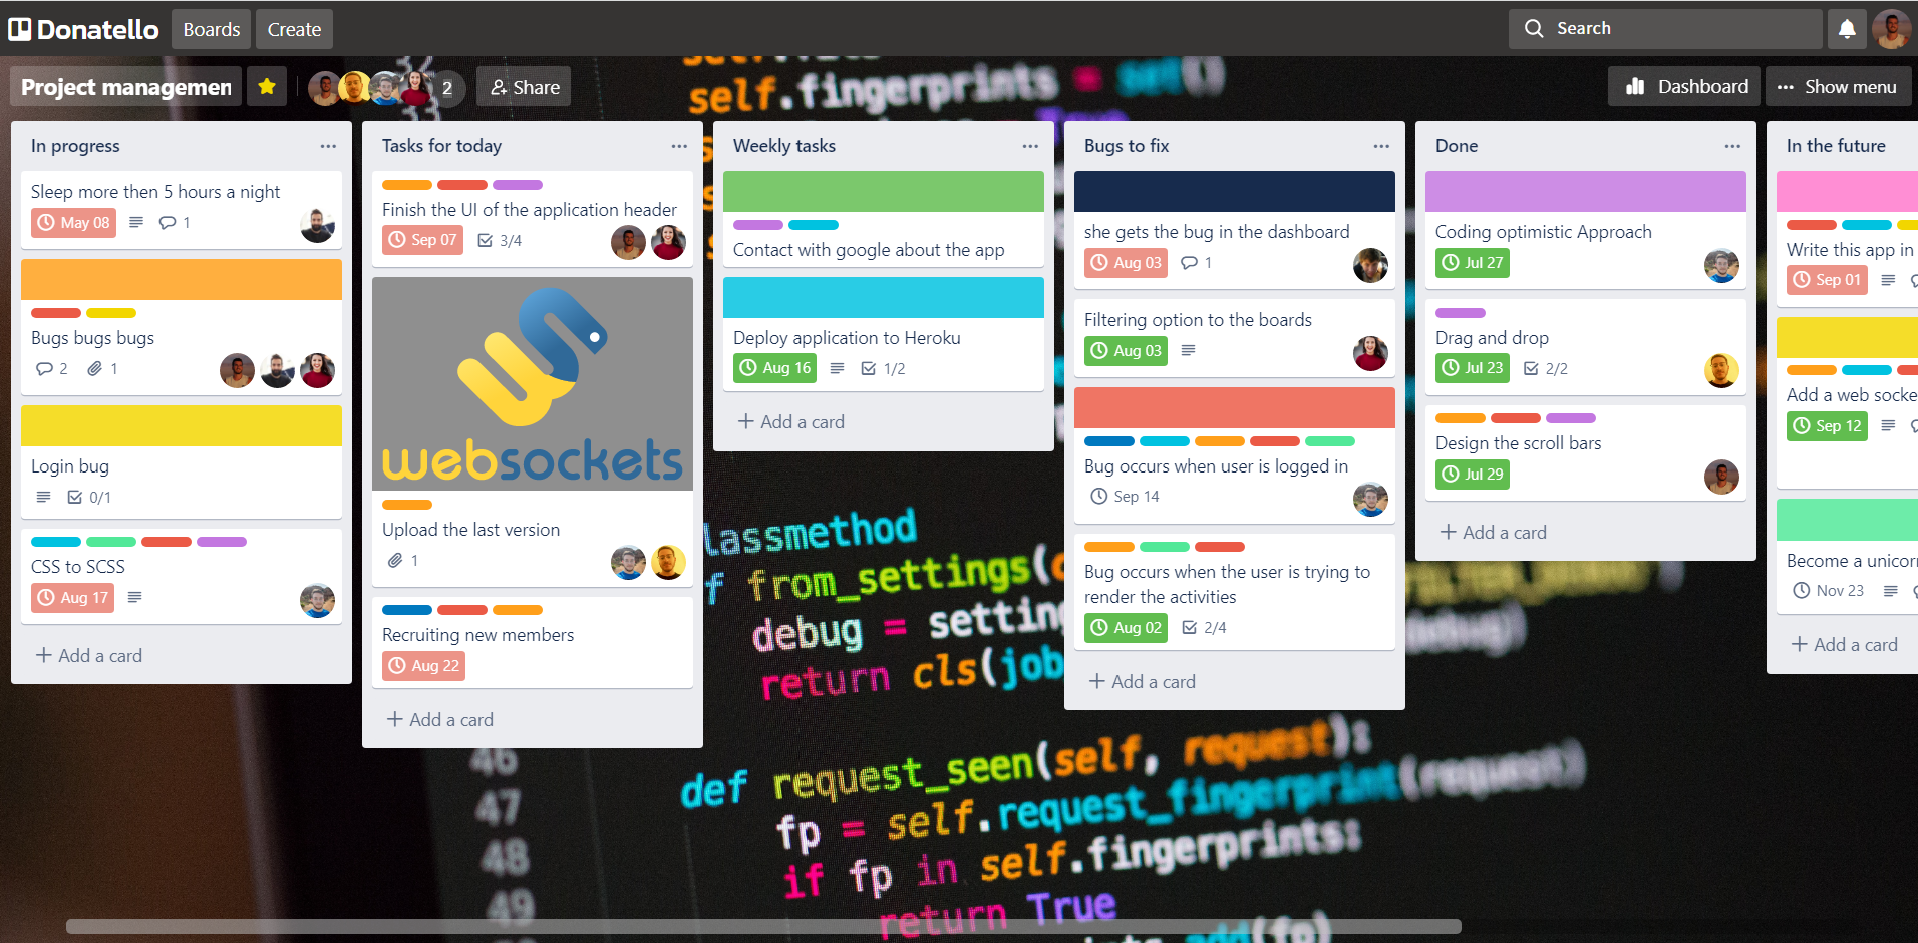 Donatello
Boards
Create
Search
Project managemen
2
Share
Dashboard
Show menu
In progress
Sleep more then 5 hours a night
May 08
1
Bugs bugs bugs
2
1
Login bug
0/1
CSS to SCSS
Aug 17
Add a card
Tasks for today
Finish the UI of the application header
Sep 07
3/4
websockets
Upload the last version
1
Recruiting new members
Aug 22
Add a card
Weekly tasks
Contact with google about the app
Deploy application to Heroku
Aug 16
1/2
Add a card
Bugs to fix
she gets the bug in the dashboard
Aug 03
1
Filtering option to the boards
Aug 03
Bug occurs when user is logged in
Sep 14
Bug occurs when the user is trying to
render the activities
Aug 02
2/4
Add a card
Done
Coding optimistic Approach
Jul 27
Drag and drop
Jul 23
2/2
Design the scroll bars
Jul 29
Add a card
In the future
Write this app in
Sep 01
Add a web socke
Sep 12
Become a unicorn
Nov 23
Add a card
self.fingerprints = set()
True
lassmethod
f from_settings(c
debug = setting
debug)
return cls(job
46
def request_seen(self, request):
47
fp = self.request_fingerprint(request)
48
if fp in self.fingerprints:
49
return True
add(fp)